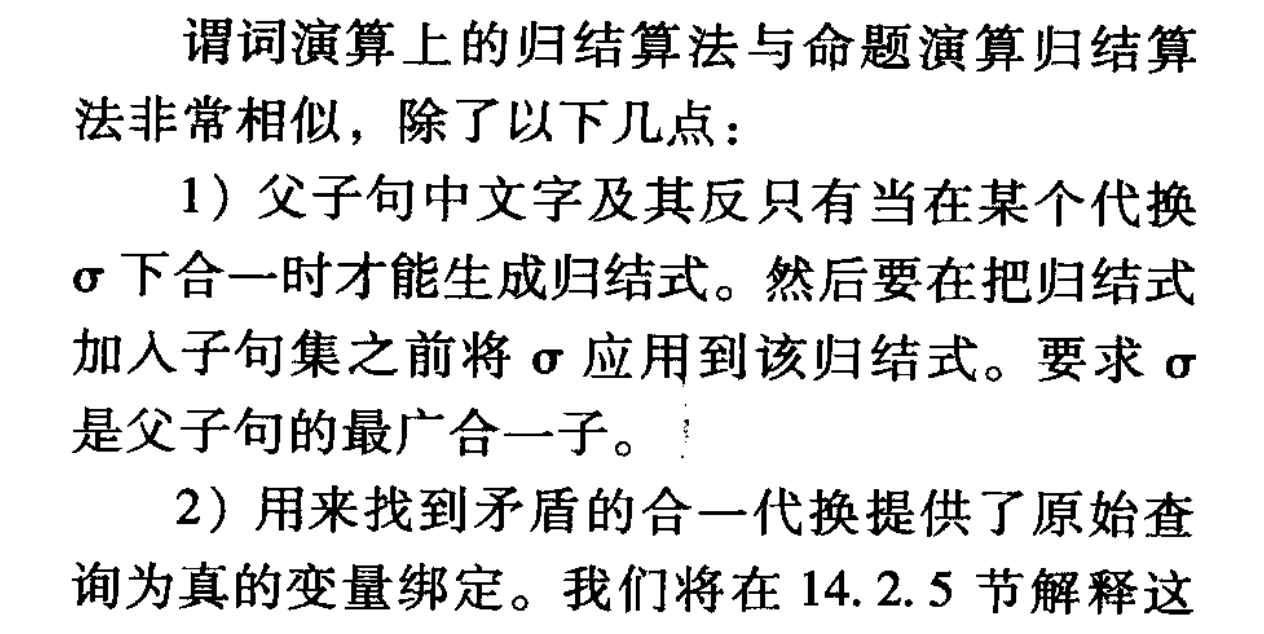 谓词演算上的归结算法与命题演算归结算
法非常相似，除了以下几点：
1）父子句中文字及其反只有当在某个代换
σ 下合一时才能生成归结式。然后要在把归结式
加入子句集之前将 σ 应用到该归结式。要求 σ
是父子句的最广合一子。
2）用来找到矛盾的合一代换提供了原始查
询为真的变量绑定。我们将在 14. 2. 5 节解释这